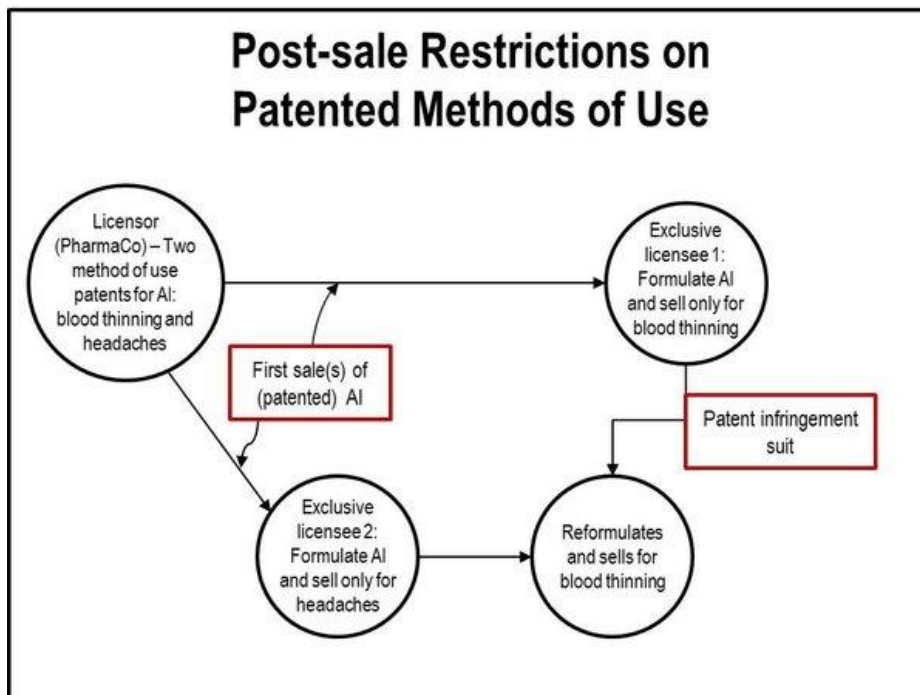 Post-sale Restrictions on
Patented Methods of Use
Licensor
(PharmaCo) – Two
method of use
patents for AI:
blood thinning and
headaches
Exclusive
licensee 1:
Formulate AI
and sell only for
blood thinning
First sale(s) of
(patented) AI
Patent infringement
suit
Exclusive
licensee 2:
Formulate AI
and sell only for
headaches
Reformulates
and sells for
blood thinning